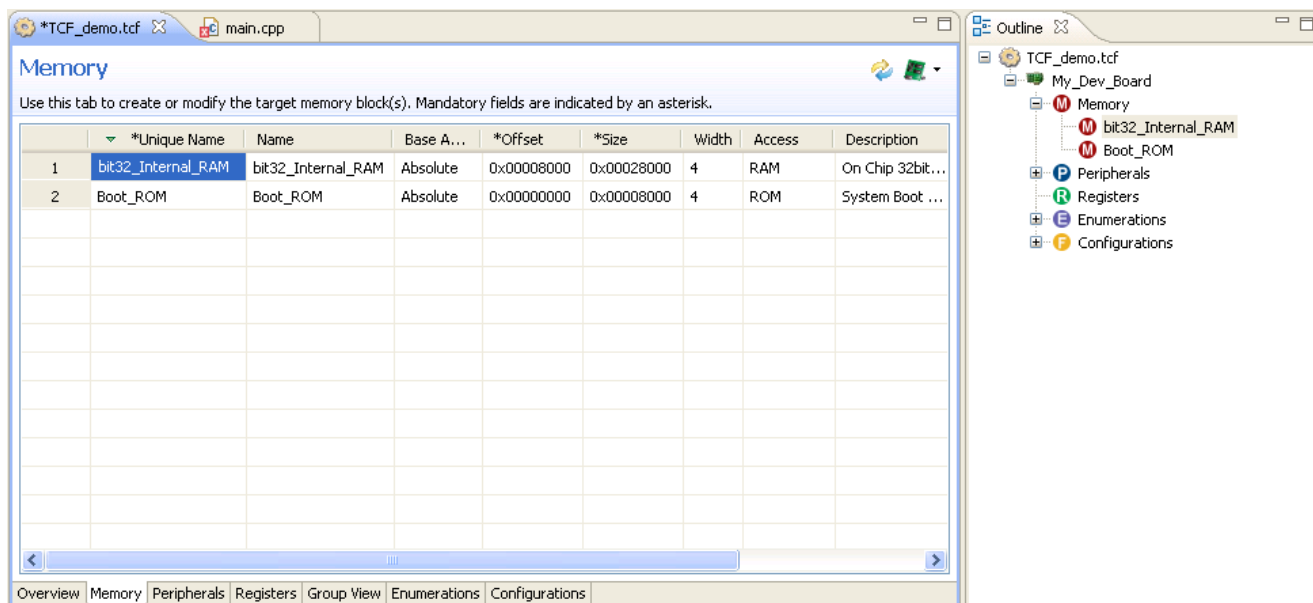 *TCF_demo.tcf main.cpp
Memory
Use this tab to create or modify the target memory block(s). Mandatory fields are indicated by an asterisk.
*Unique Name Name Base A... *Offset *Size Width Access Description
1 bit32_Internal_RAM bit32_Internal_RAM Absolute 0x00008000 0x00028000 4 RAM On Chip 32bit...
2 Boot_ROM Boot_ROM Absolute 0x00000000 0x00008000 4 ROM System Boot ...
Overview Memory Peripherals Registers Group View Enumerations Configurations
Outline
TCF_demo.tcf
My_Dev_Board
M Memory
M bit32_Internal_RAM
M Boot_ROM
P Peripherals
R Registers
E Enumerations
F Configurations